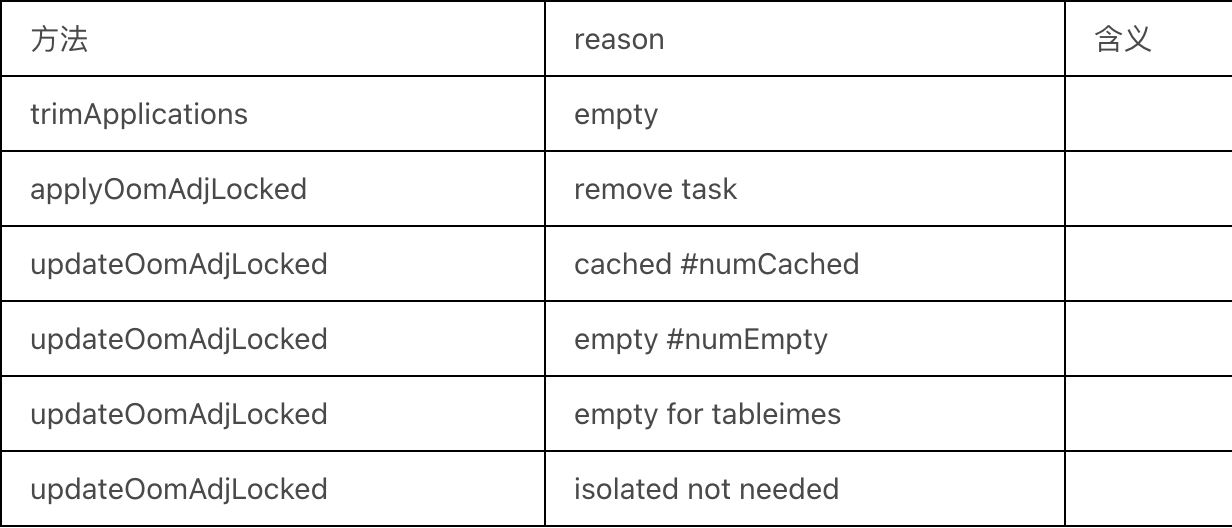 方法 reason 含义
trimApplications empty
applyOomAdjLocked remove task
updateOomAdjLocked cached #numCached
updateOomAdjLocked empty #numEmpty
updateOomAdjLocked empty for tableimes
updateOomAdjLocked isolated not needed